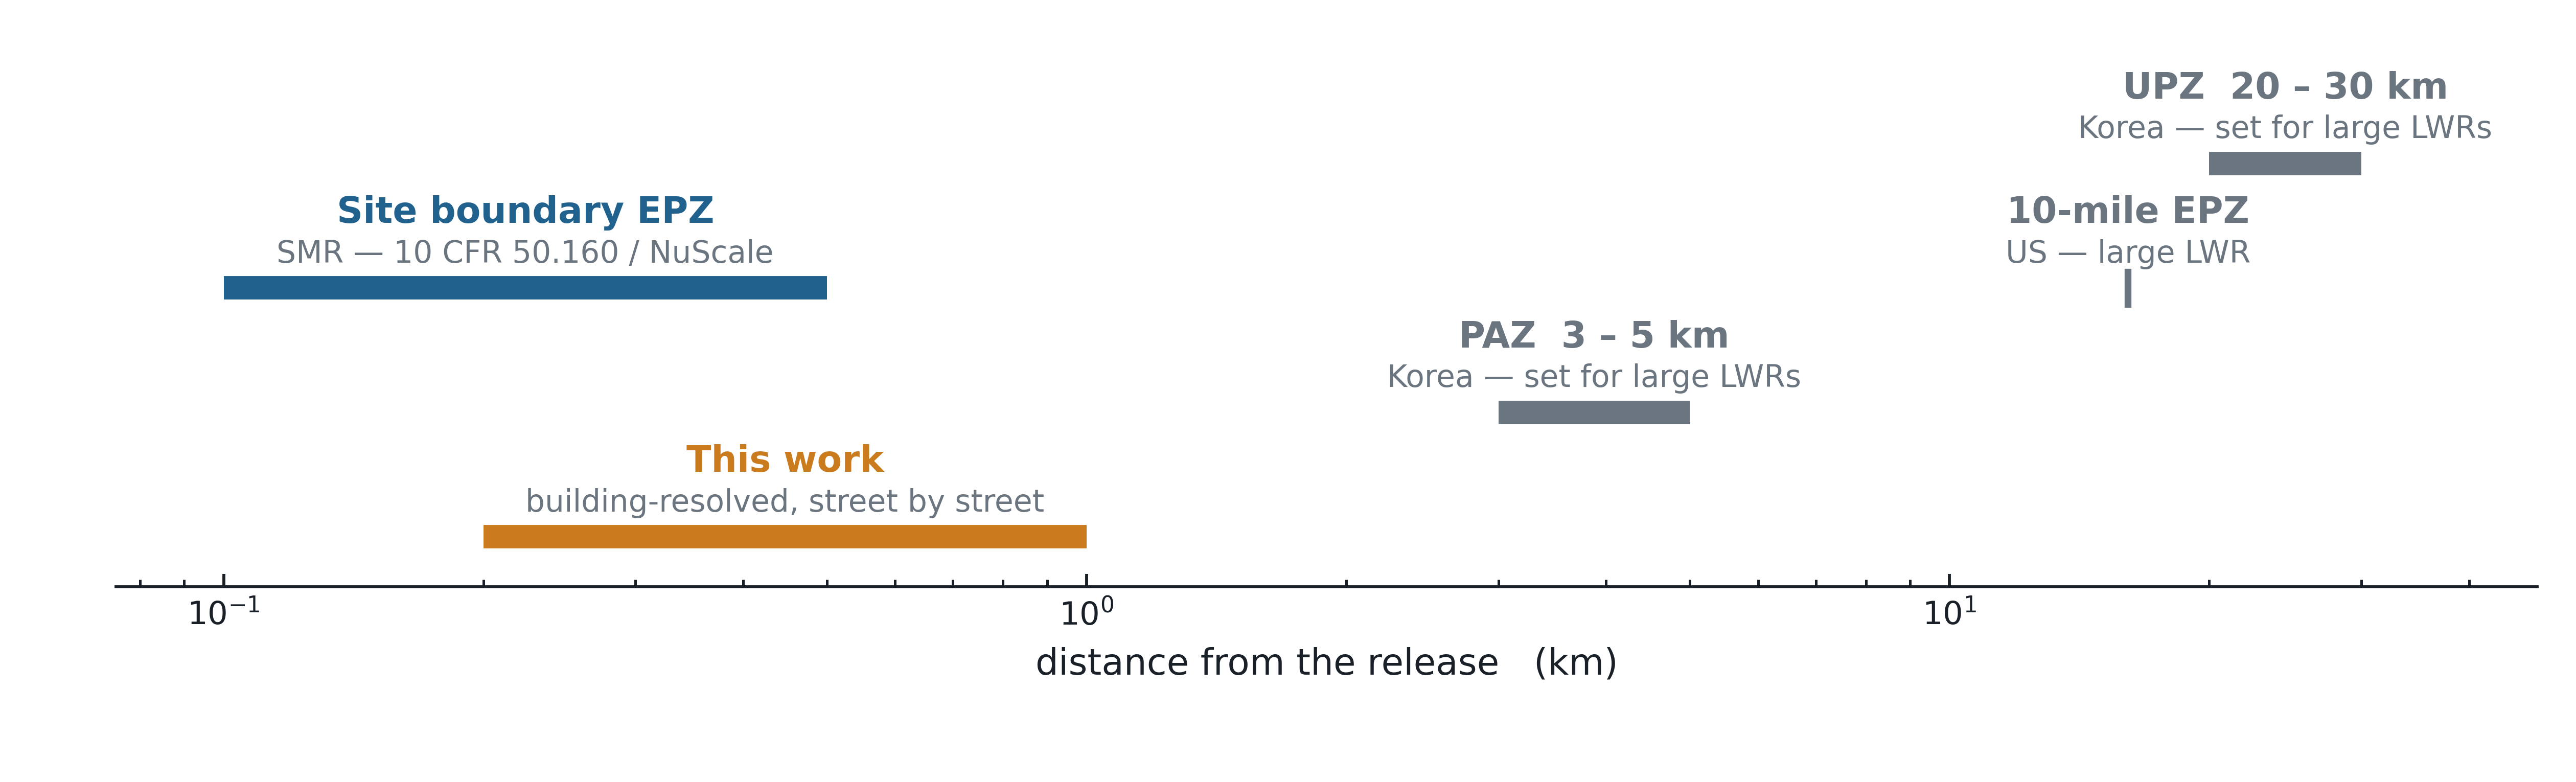 UPZ  20 – 30 km
Korea — set for large LWRs
Site boundary EPZ
SMR — 10 CFR 50.160 / NuScale
10-mile EPZ
US — large LWR
PAZ  3 – 5 km
Korea — set for large LWRs
This work
building-resolved, street by street
10⁻¹ 10⁰ 10¹
distance from the release   (km)